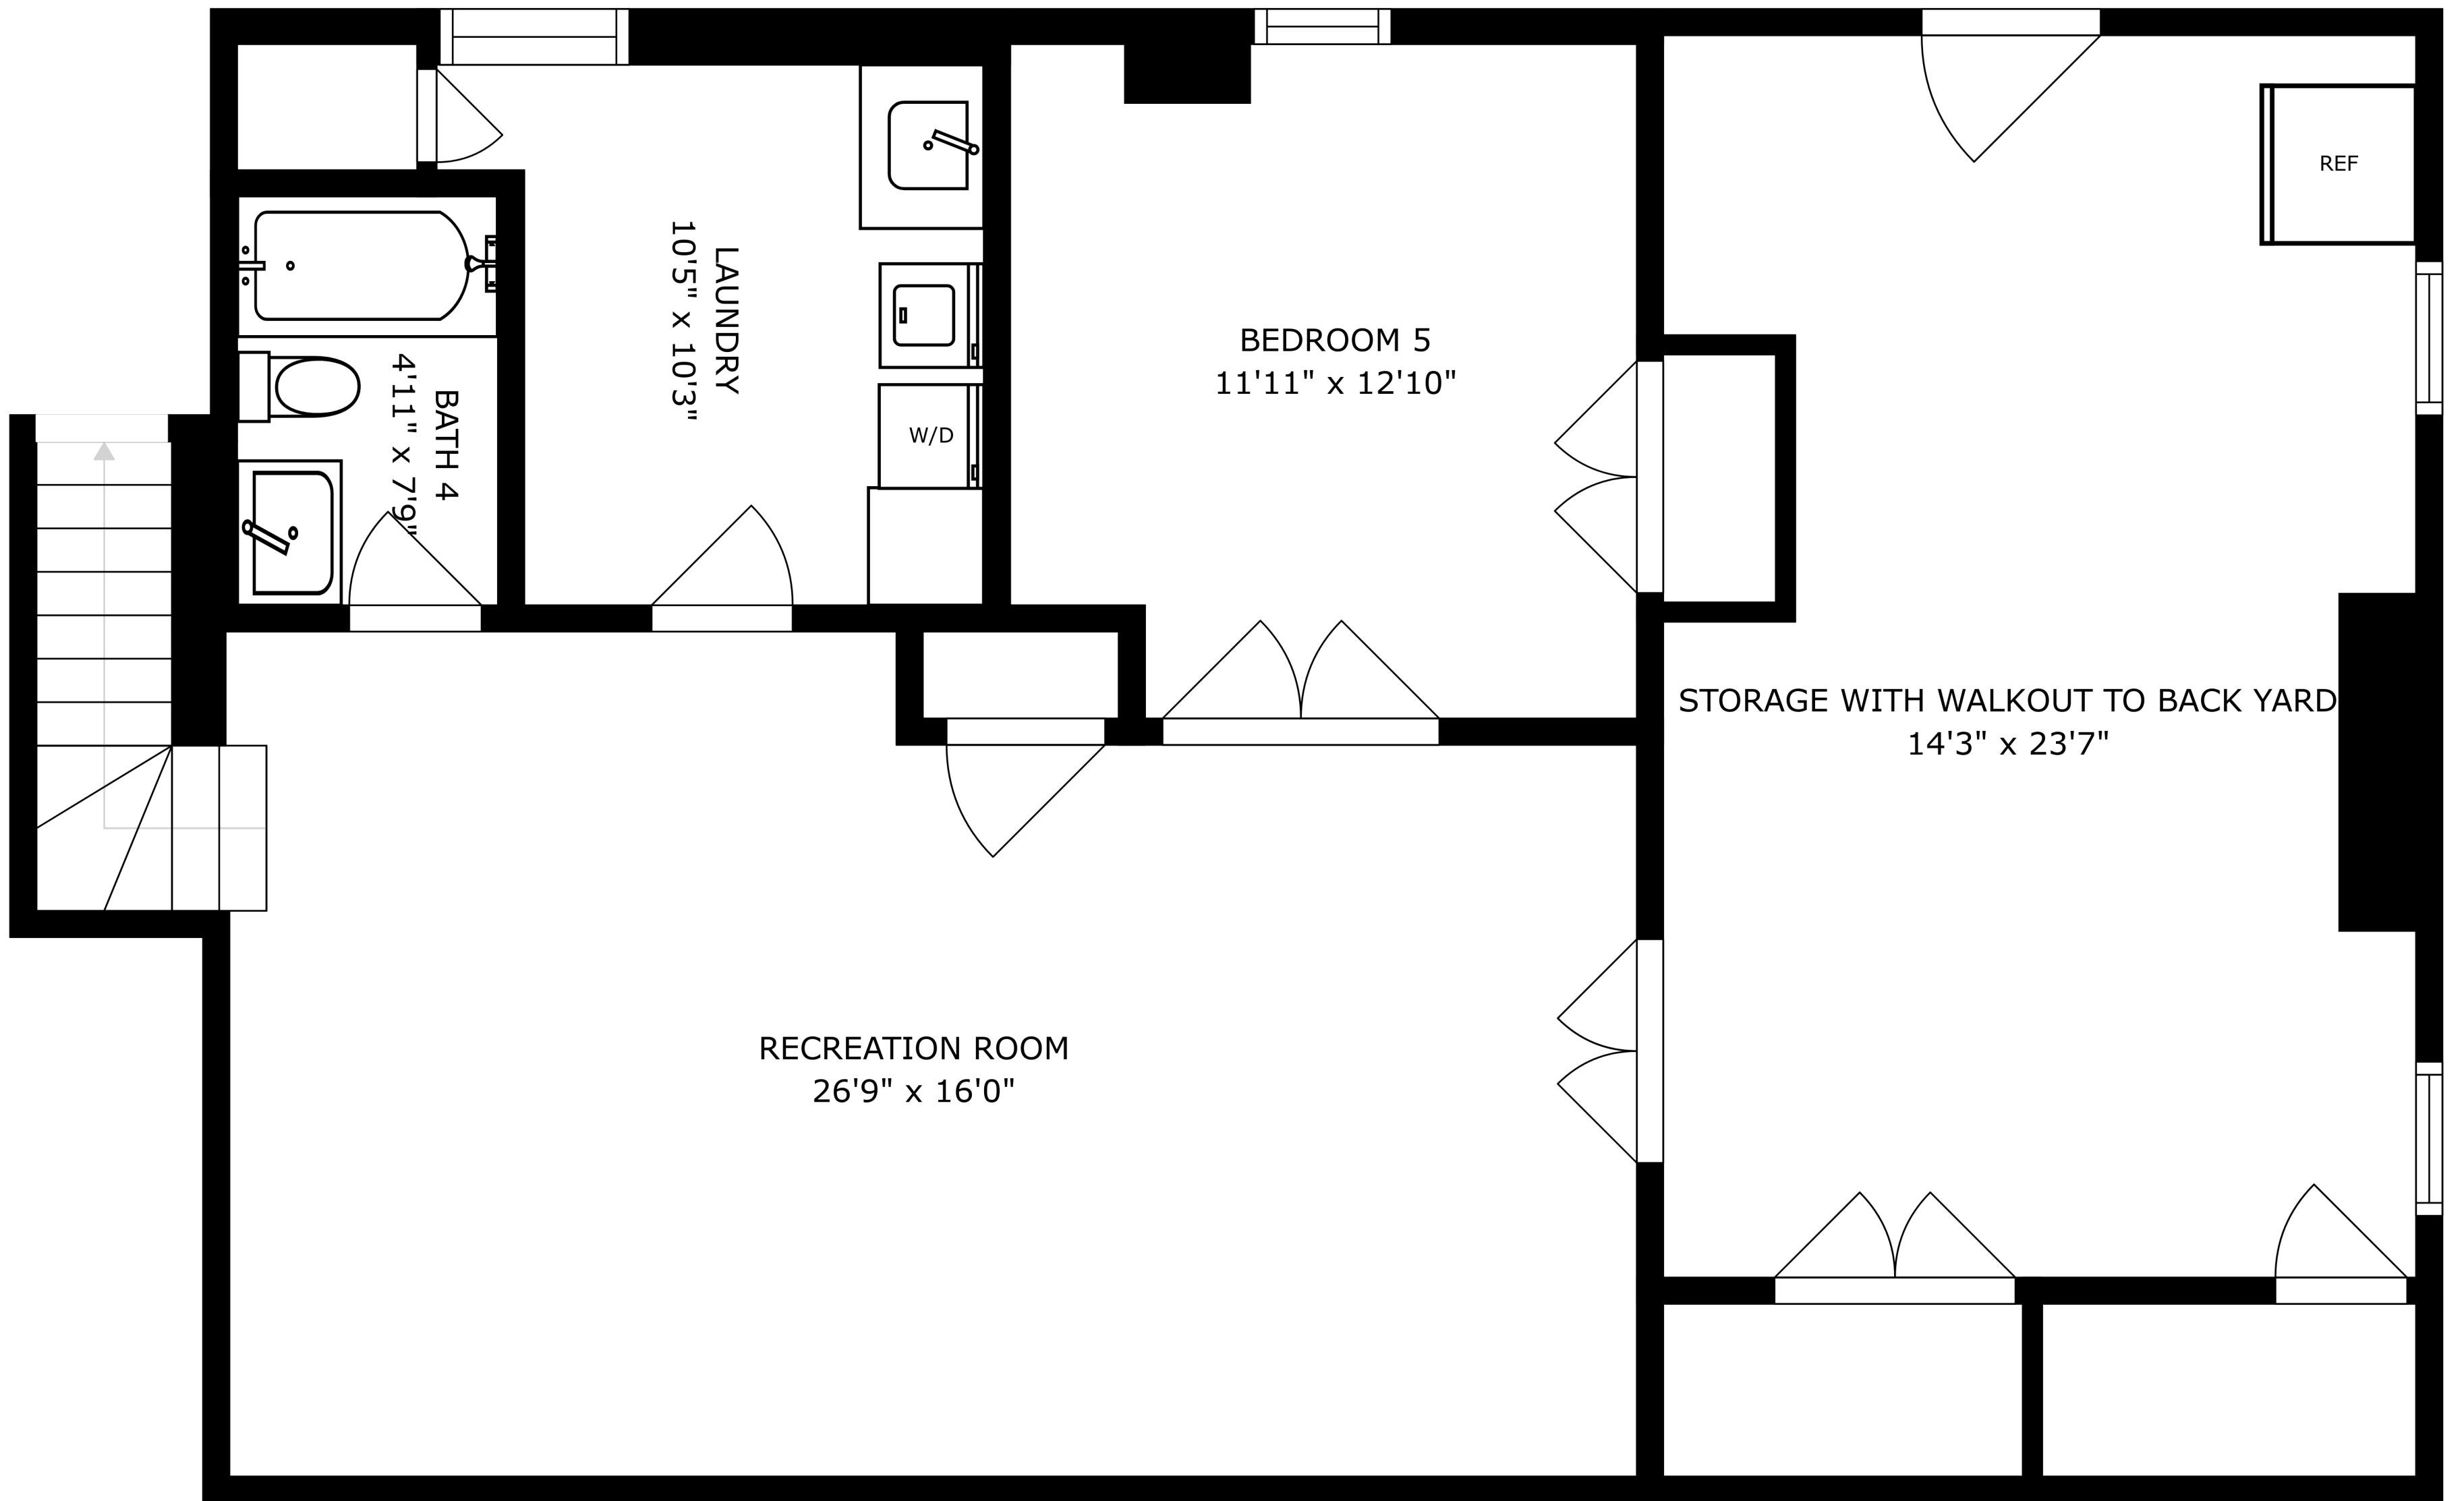 REF
LAUNDRY
10'5" x 10'3"
BEDROOM 5
11'11" x 12'10"
BATH 4
4'11" x 7'9"
W/D
STORAGE WITH WALKOUT TO BACK YARD
14'3" x 23'7"
RECREATION ROOM
26'9" x 16'0"